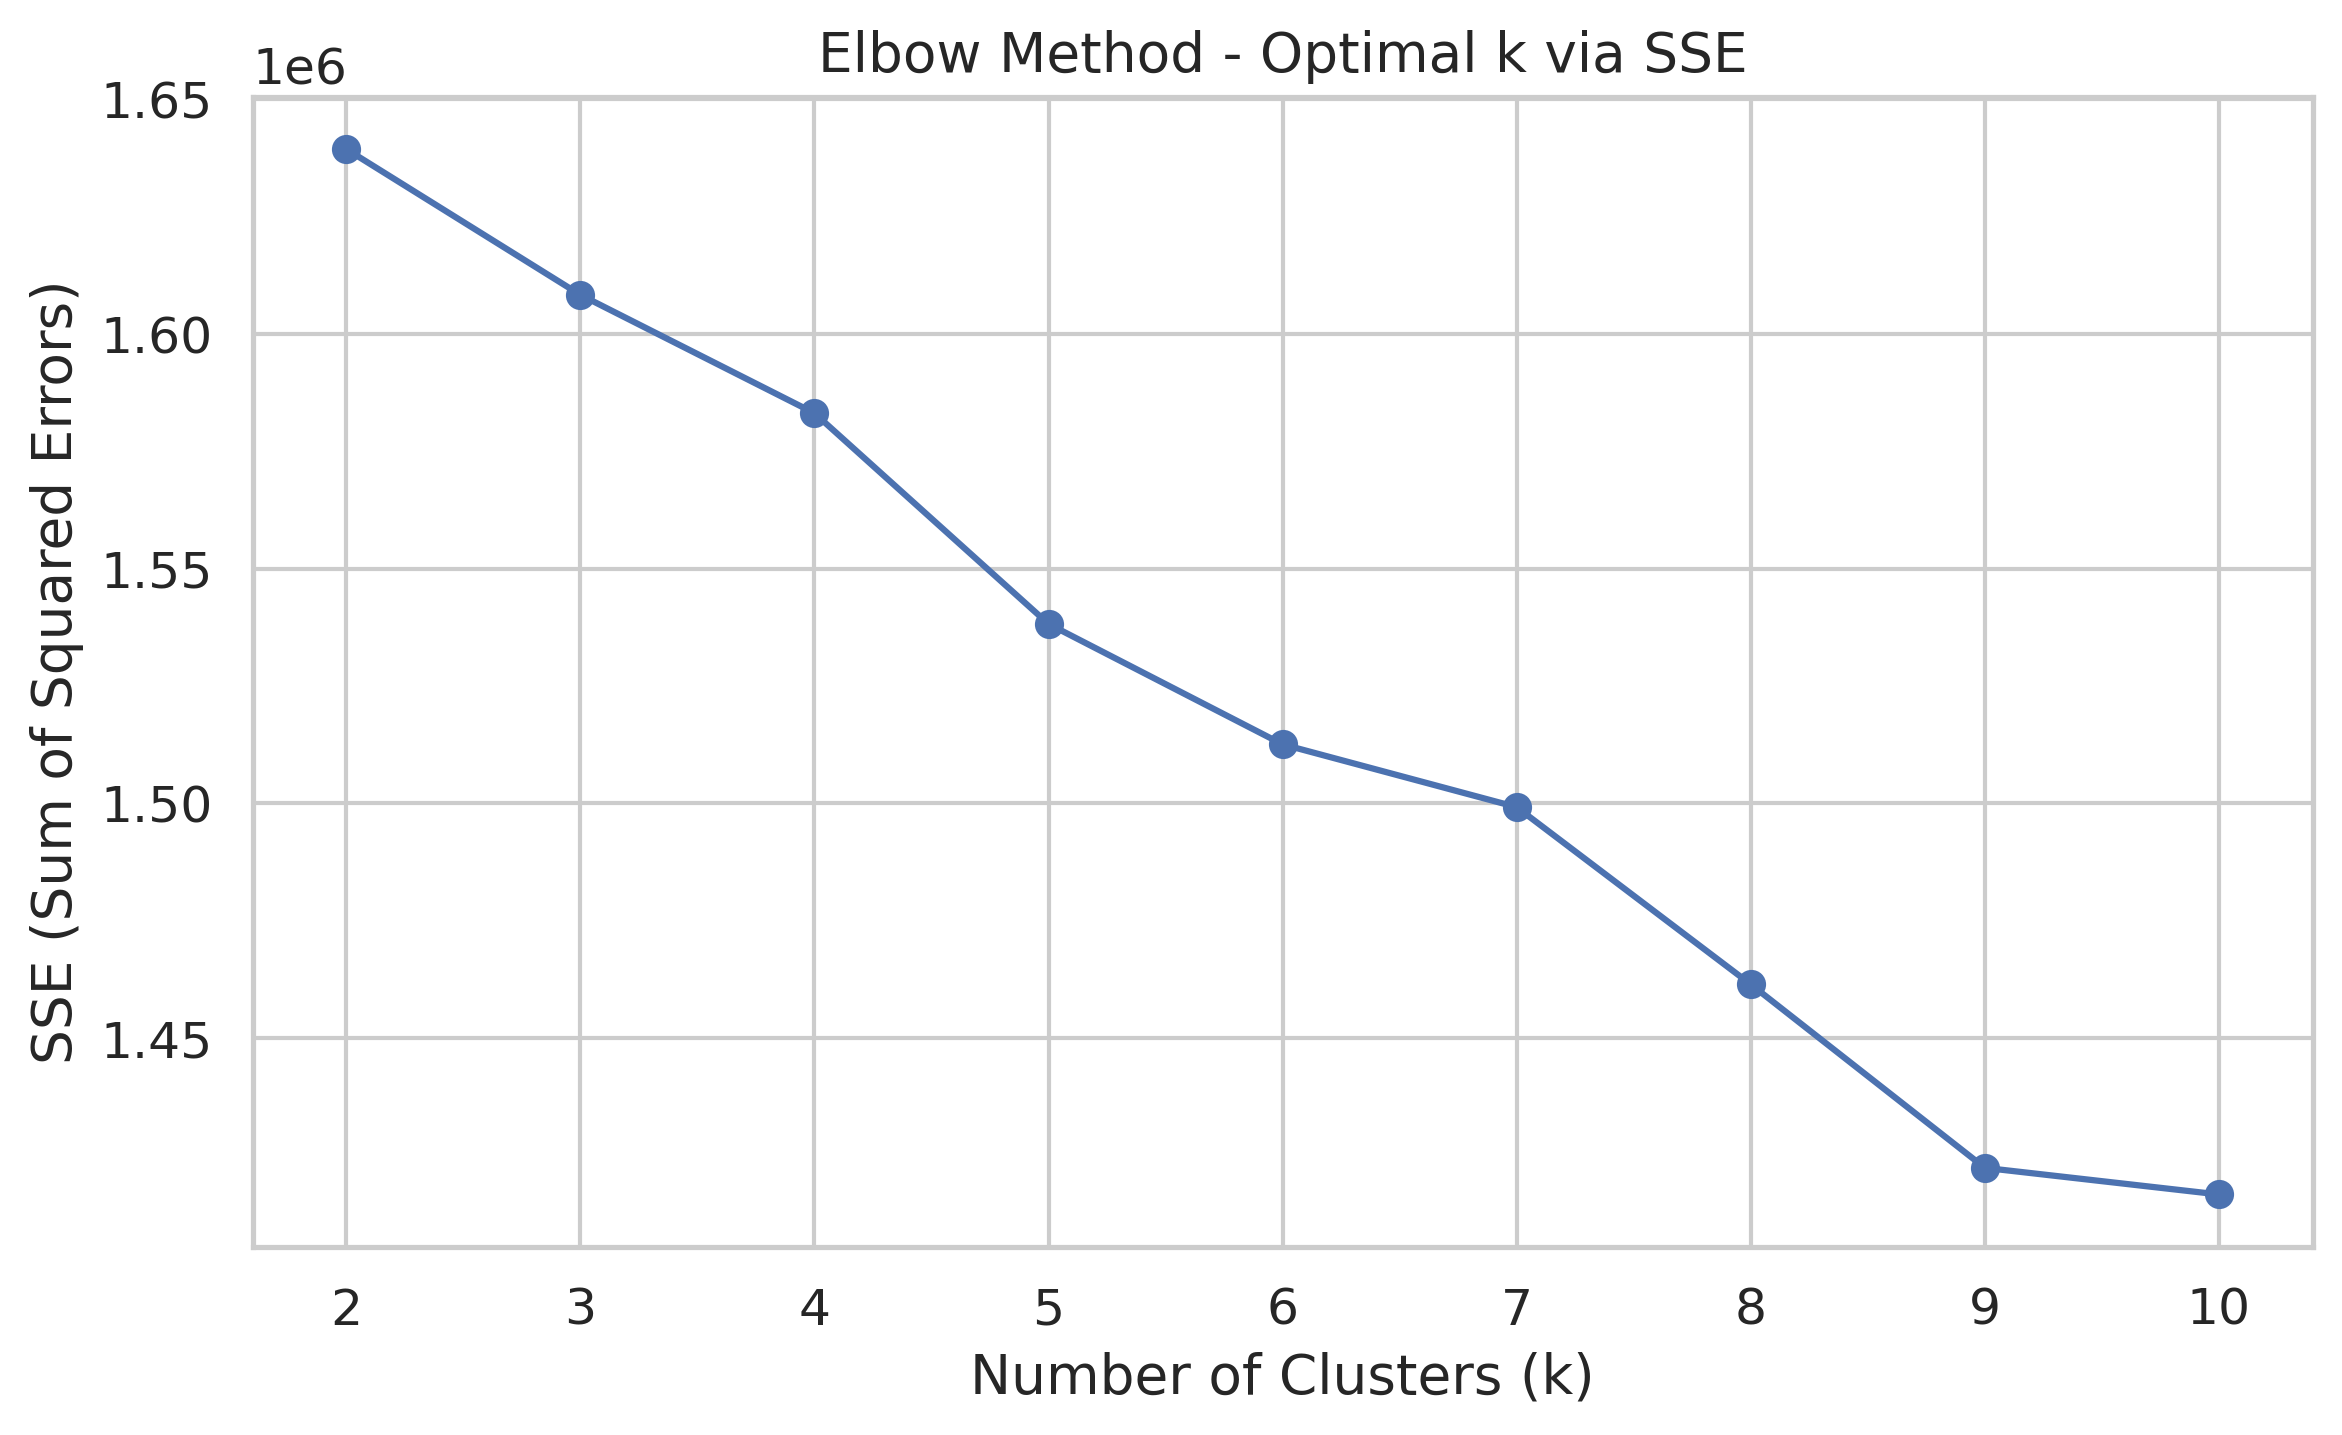 Elbow Method - Optimal k via SSE
1e6
1.65
1.60
1.55
1.50
1.45
SSE (Sum of Squared Errors)
2 3 4 5 6 7 8 9 10
Number of Clusters (k)